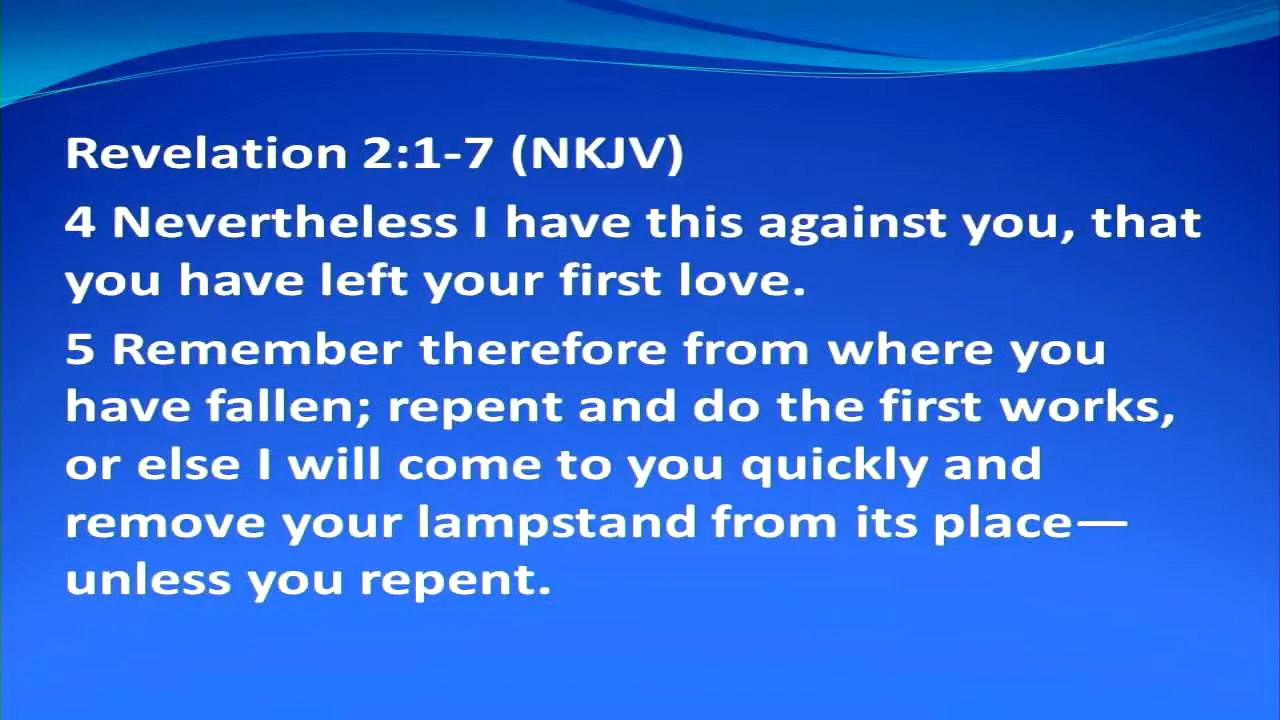 Revelation 2:1-7 (NKJV)
4 Nevertheless I have this against you, that
you have left your first love.
5 Remember therefore from where you
have fallen; repent and do the first works,
or else I will come to you quickly and
remove your lampstand from its place—
unless you repent.